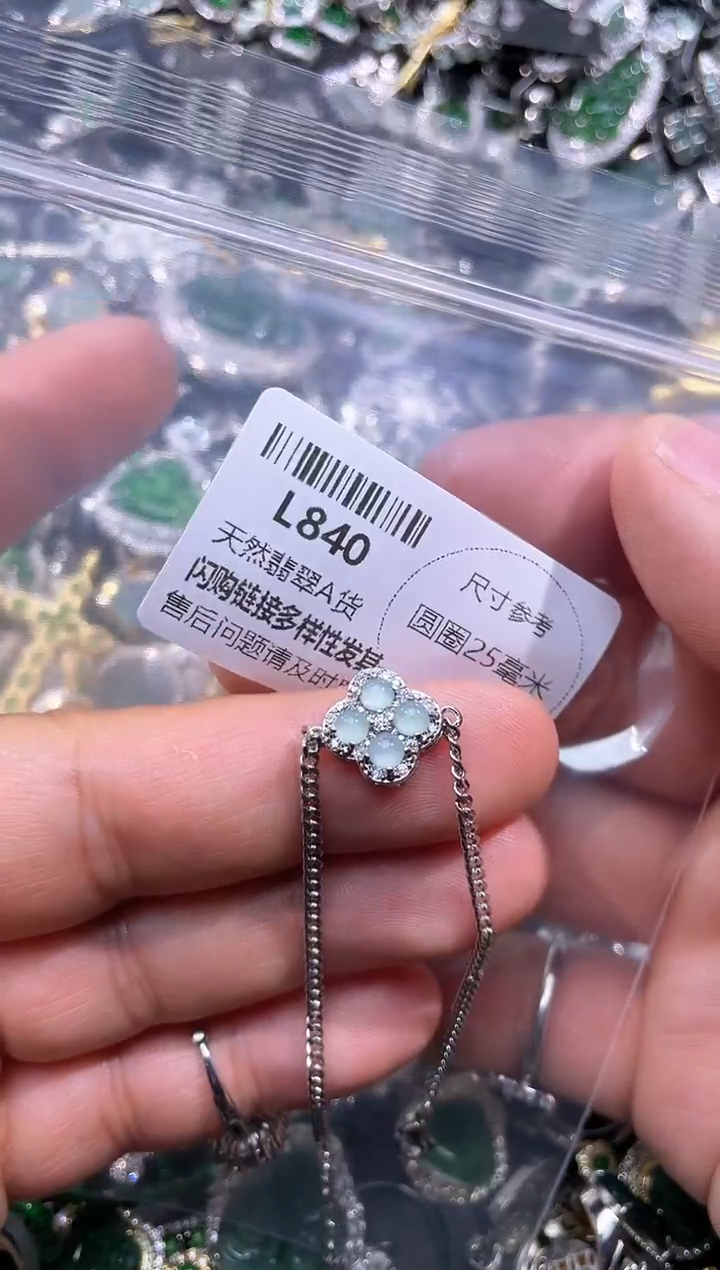 L840
天然翡翠A货
闪购链接多样性发其
售后问题请及时
尺寸参考
圆圈25毫米